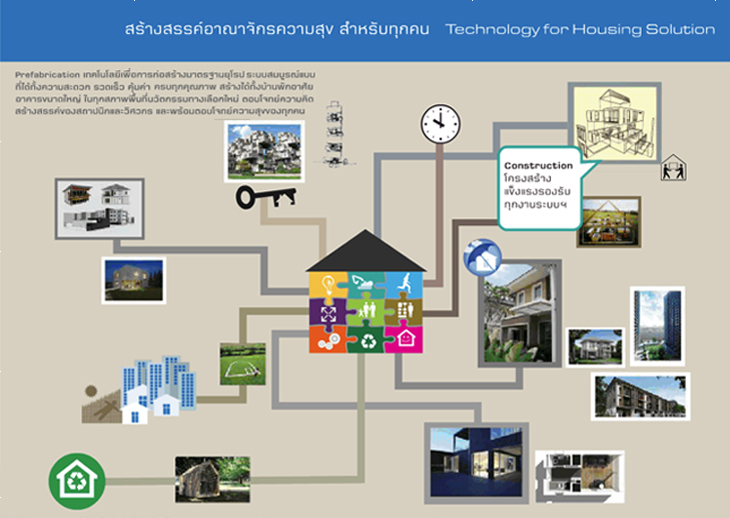 สร้างสรรค์อาณาจักรความสุข สำหรับทุกคน Technology for Housing Solution
Prefabrication เทคโนโลยีเพื่อการก่อสร้างมาตรฐานยุโรป ระบบสมบูรณ์แบบ
ที่ได้ทั้งความสะดวก รวดเร็ว คุ้มค่า ครบทุกคุณภาพ สร้างได้ทั้งบ้านพักอาศัย
อาคารขนาดใหญ่ ในทุกสภาพพื้นที่นวัตกรรมทางเลือกใหม่ ตอบโจทย์ความคิด
สร้างสรรค์ของสถาปนิกและวิศวกร และพร้อมตอบโจทย์ความสุขของทุกคน
Construction
โครงสร้าง
แข็งแรงรองรับ
ทุกงานระบบฯ